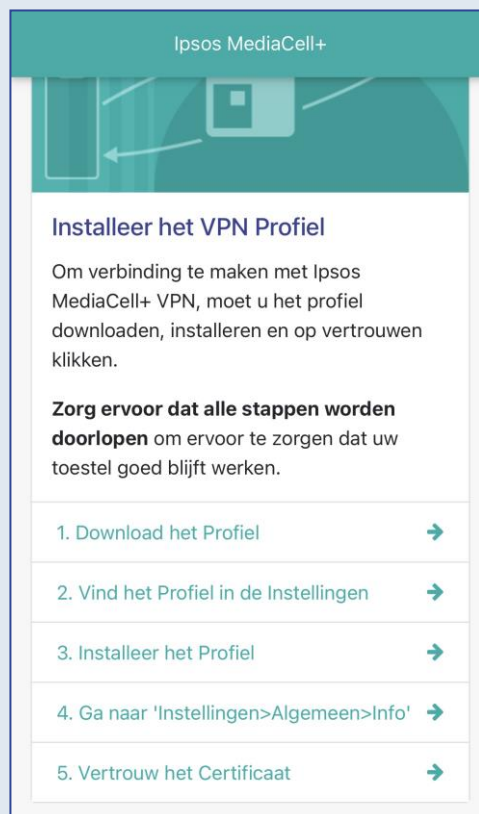 Ipsos MediaCell+
Installeer het VPN Profiel
Om verbinding te maken met Ipsos
MediaCell+ VPN, moet u het profiel
downloaden, installeren en op vertrouwen
klikken.
Zorg ervoor dat alle stappen worden
doorlopen om ervoor te zorgen dat uw
toestel goed blijft werken.
1. Download het Profiel
2. Vind het Profiel in de Instellingen
3. Installeer het Profiel
4. Ga naar 'Instellingen>Algemeen>Info'
5. Vertrouw het Certificaat